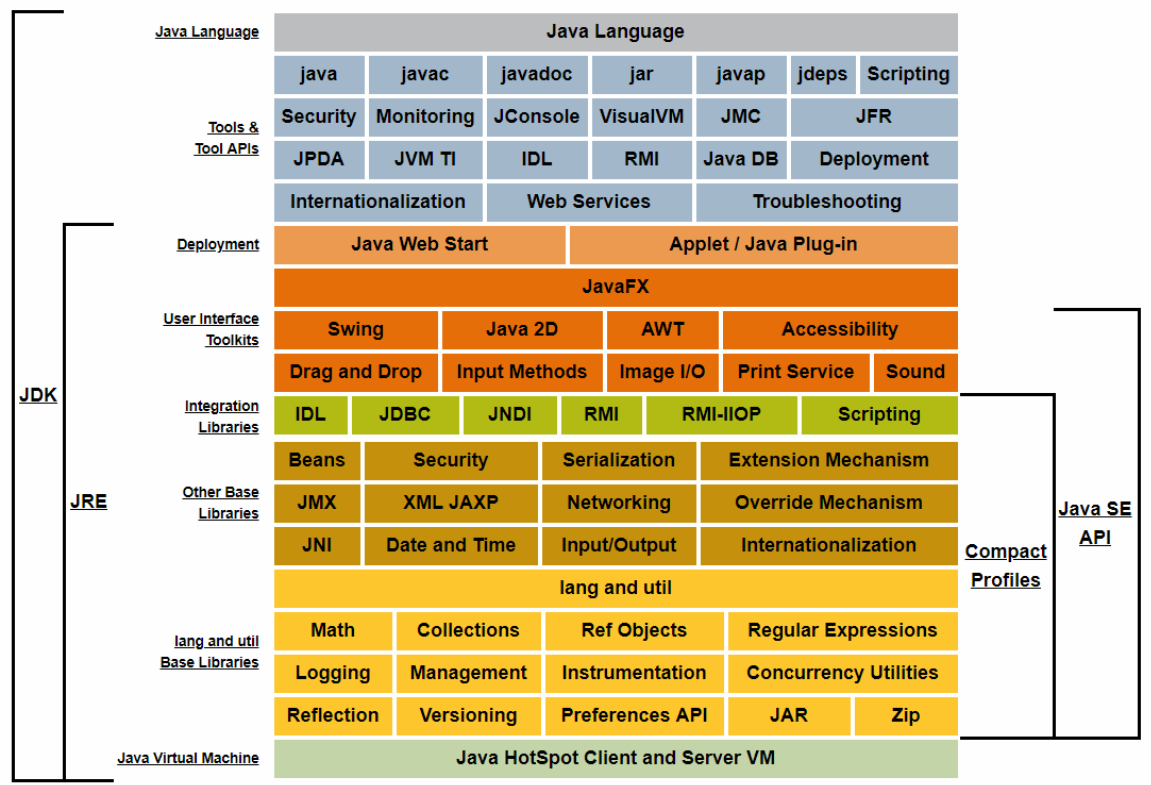 Java Language
Java Language
java javac javadoc jar javap jdeps Scripting
Tools &
Tool APIs
Security Monitoring JConsole VisualVM JMC JFR
JPDA JVM TI IDL RMI Java DB Deployment
Internationalization Web Services Troubleshooting
Deployment
Java Web Start Applet / Java Plug-in
JavaFX
User Interface
Toolkits
Swing Java 2D AWT Accessibility
Drag and Drop Input Methods Image I/O Print Service Sound
Integration
Libraries
IDL JDBC JNDI RMI RMI-IIOP Scripting
Beans Security Serialization Extension Mechanism
Other Base
Libraries
JMX XML JAXP Networking Override Mechanism
JNI Date and Time Input/Output Internationalization
lang and util
lang and util
Base Libraries
Math Collections Ref Objects Regular Expressions
Logging Management Instrumentation Concurrency Utilities
Reflection Versioning Preferences API JAR Zip
Java Virtual Machine
Java HotSpot Client and Server VM
JDK
JRE
Compact
Profiles
Java SE
API